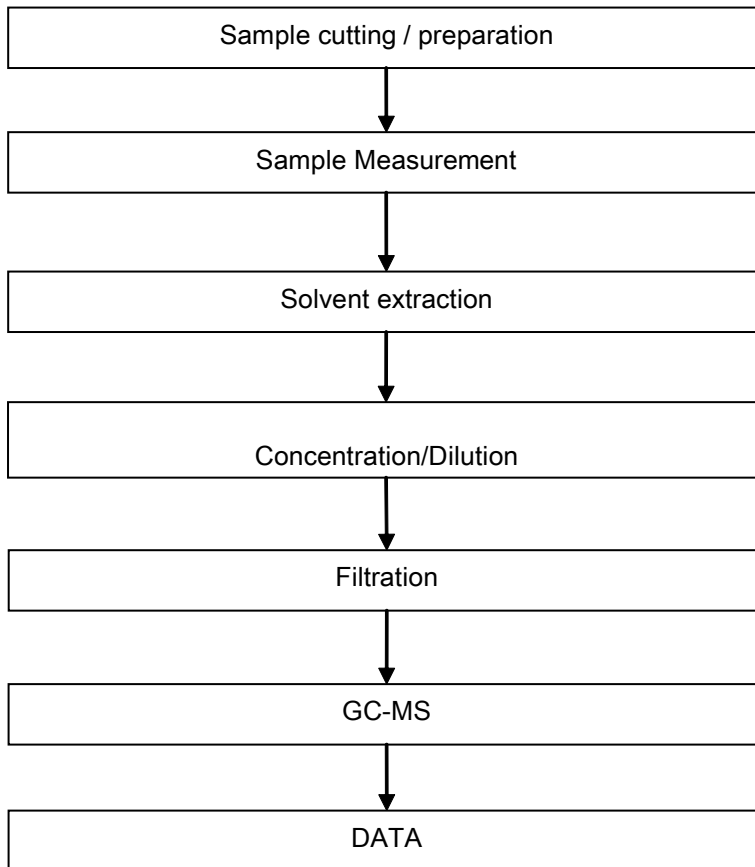 Sample cutting / preparation
Sample Measurement
Solvent extraction
Concentration/Dilution
Filtration
GC-MS
DATA